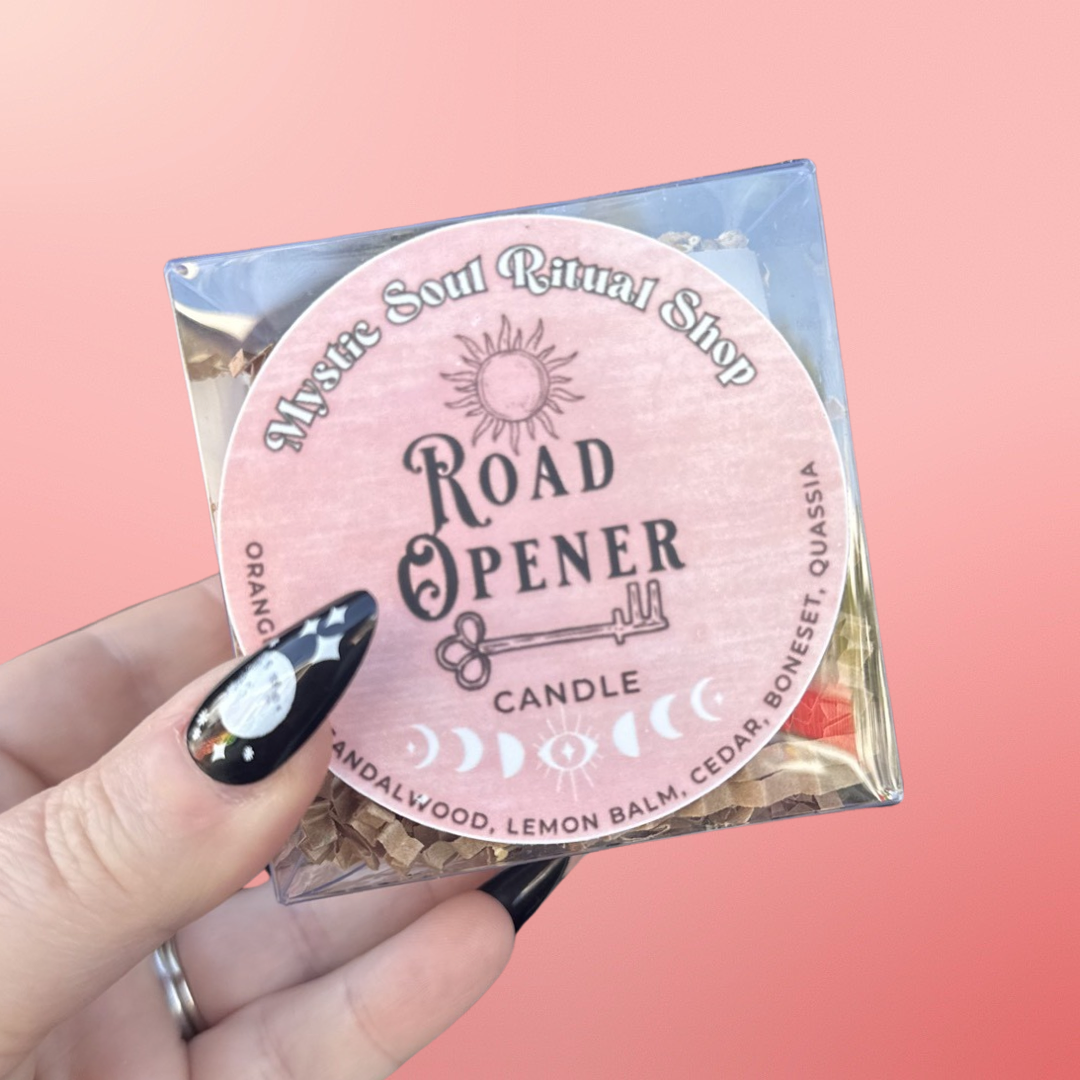 Mystic Soul Ritual Shop
ROAD
OPENER
CANDLE
LEMON BALM, CEDAR, BONESET, QUASSIA